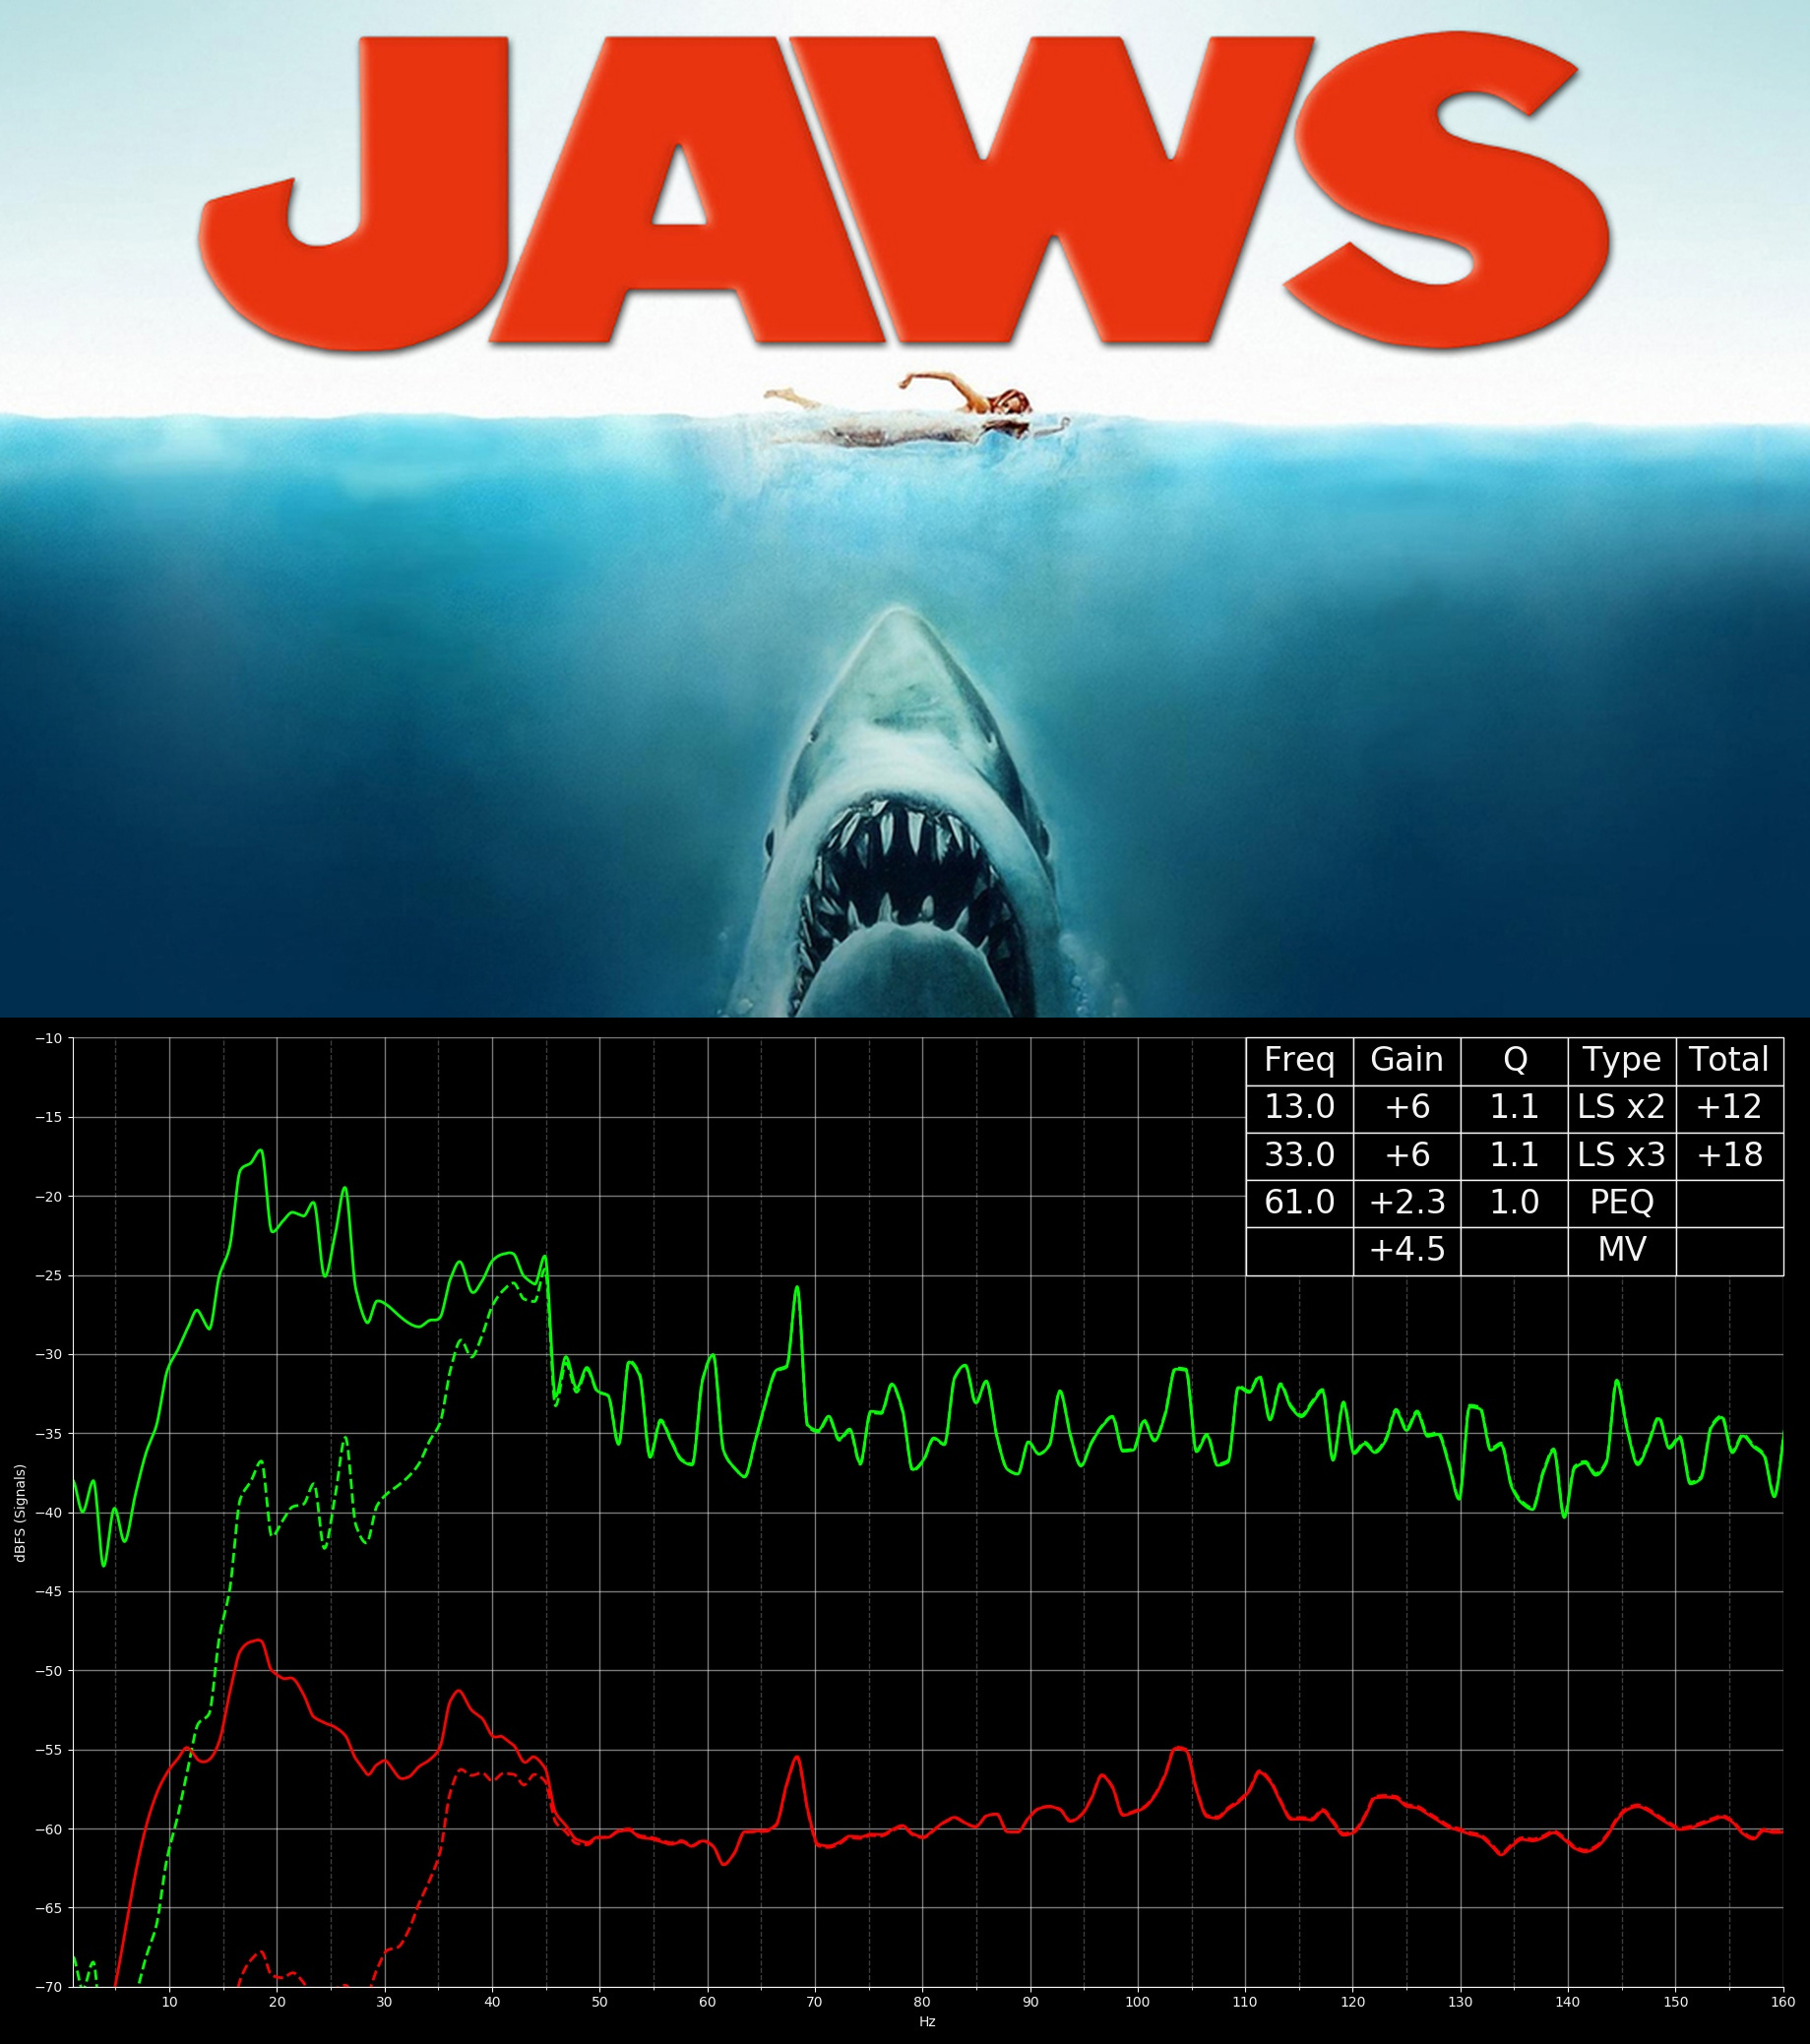 JAWS
Freq Gain Q Type Total
13.0 +6 1.1 LS x2 +12
33.0 +6 1.1 LS x3 +18
61.0 +2.3 1.0 PEQ
+4.5 MV
−10
−15
−20
−25
−30
−35
−40
−45
−50
−55
−60
−65
−70
dBFS (Signals)
10 20 30 40 50 60 70 80 90 100 110 120 130 140 150 160
Hz